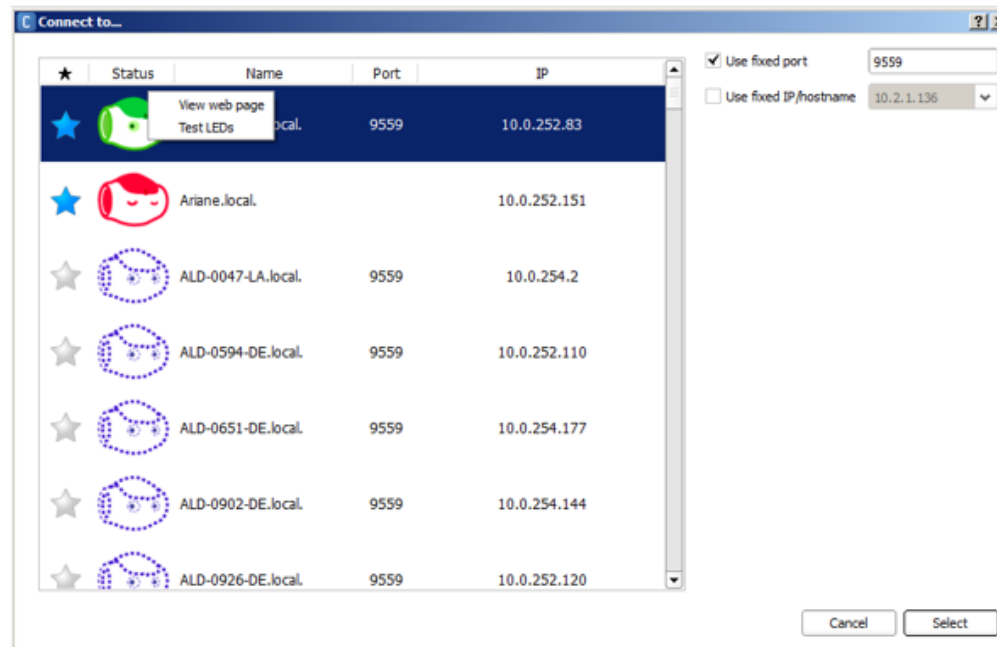 C Connect to...
?
★ Status Name Port IP
Use fixed port 9559
Use fixed IP/hostname 10.2.1.136
View web page
Test LEDs
ocal. 9559 10.0.252.83
Ariane.local. 10.0.252.151
ALD-0047-LA.local. 9559 10.0.254.2
ALD-0594-DE.local. 9559 10.0.252.110
ALD-0651-DE.local. 9559 10.0.254.177
ALD-0902-DE.local. 9559 10.0.254.144
ALD-0926-DE.local. 9559 10.0.252.120
Cancel Select